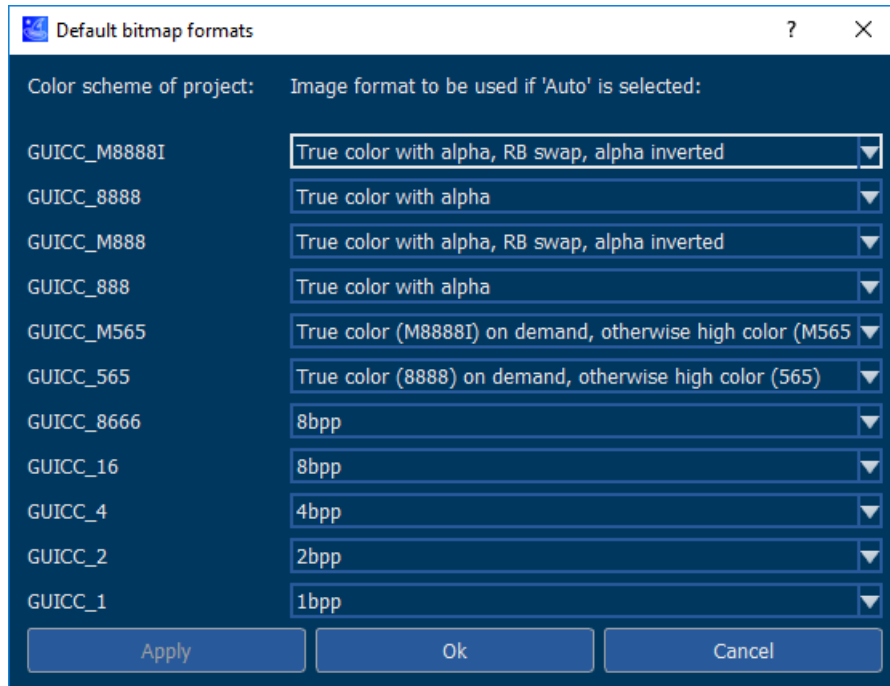 Default bitmap formats ?
Color scheme of project: Image format to be used if 'Auto' is selected:
GUICC_M8888I True color with alpha, RB swap, alpha inverted
GUICC_8888 True color with alpha
GUICC_M888 True color with alpha, RB swap, alpha inverted
GUICC_888 True color with alpha
GUICC_M565 True color (M8888I) on demand, otherwise high color (M565
GUICC_565 True color (8888) on demand, otherwise high color (565)
GUICC_8666 8bpp
GUICC_16 8bpp
GUICC_4 4bpp
GUICC_2 2bpp
GUICC_1 1bpp
Apply Ok Cancel